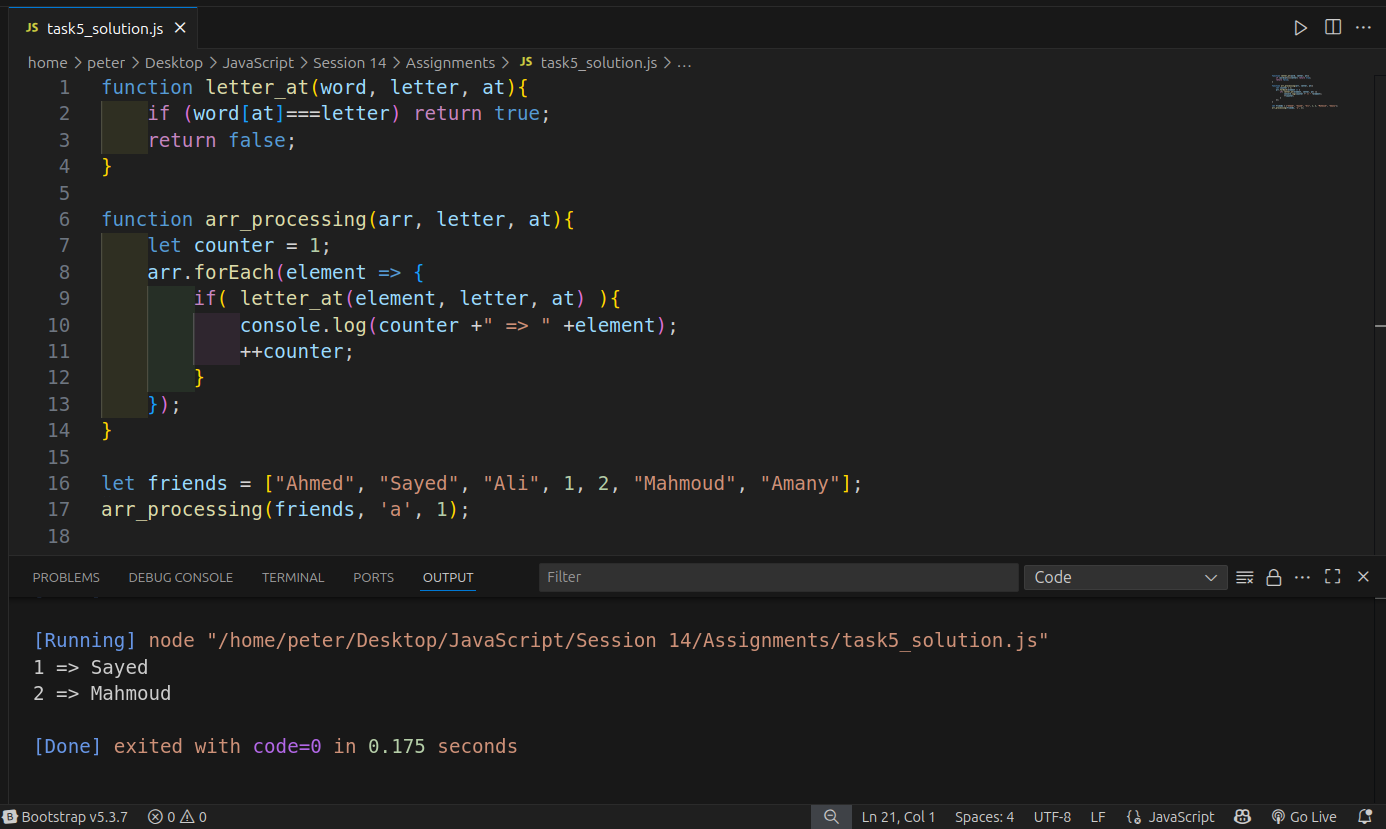 JS task5_solution.js
home > peter > Desktop > JavaScript > Session 14 > Assignments > JS task5_solution.js > ...
1 function letter_at(word, letter, at){
2     if (word[at]===letter) return true;
3     return false;
4 }
5
6 function arr_processing(arr, letter, at){
7     let counter = 1;
8     arr.forEach(element => {
9         if( letter_at(element, letter, at) ){
10             console.log(counter +" => " +element);
11             ++counter;
12         }
13     });
14 }
15
16 let friends = ["Ahmed", "Sayed", "Ali", 1, 2, "Mahmoud", "Amany"];
17 arr_processing(friends, 'a', 1);
18
PROBLEMS DEBUG CONSOLE TERMINAL PORTS OUTPUT Filter Code
[Running] node "/home/peter/Desktop/JavaScript/Session 14/Assignments/task5_solution.js"
1 => Sayed
2 => Mahmoud
[Done] exited with code=0 in 0.175 seconds
B Bootstrap v5.3.7 0 0 Ln 21, Col 1 Spaces: 4 UTF-8 LF JavaScript Go Live